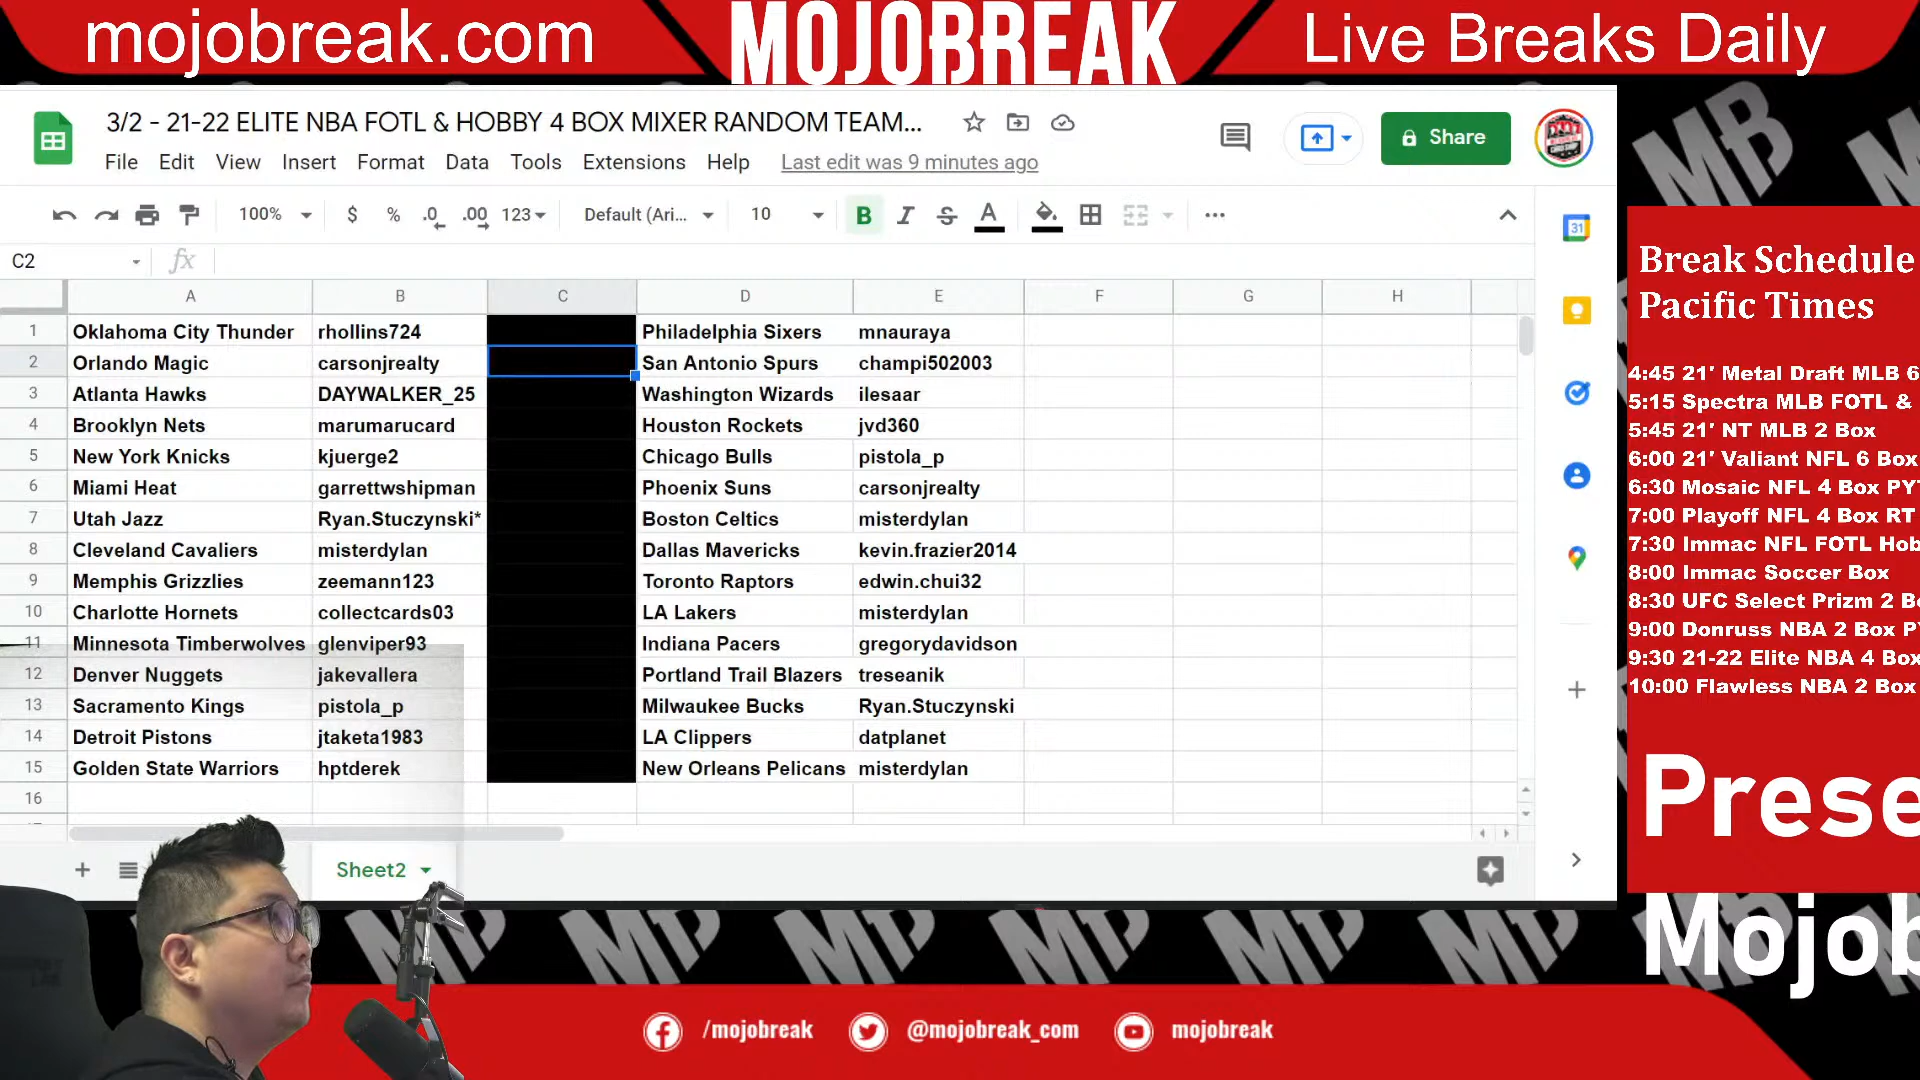 mojobreak.com
MOJOBREAK
Live Breaks Daily
3/2 - 21-22 ELITE NBA FOTL & HOBBY 4 BOX MIXER RANDOM TEAM...
Share
File Edit View Insert Format Data Tools Extensions Help Last edit was 9 minutes ago
100% $ % .0 .00 123 Default (Ari... 10 B I S A
31
C2 fx
A B C D E F G H
1 Oklahoma City Thunder rhollins724 Philadelphia Sixers mnauraya
2 Orlando Magic carsonjrealty San Antonio Spurs champi502003
3 Atlanta Hawks DAYWALKER_25 Washington Wizards ilesaar
4 Brooklyn Nets marumarucard Houston Rockets jvd360
5 New York Knicks kjuerge2 Chicago Bulls pistola_p
6 Miami Heat garrettwshipman Phoenix Suns carsonjrealty
7 Utah Jazz Ryan.Stuczynski* Boston Celtics misterdylan
8 Cleveland Cavaliers misterdylan Dallas Mavericks kevin.frazier2014
9 Memphis Grizzlies zeemann123 Toronto Raptors edwin.chui32
10 Charlotte Hornets collectcards03 LA Lakers misterdylan
11 Minnesota Timberwolves glenviper93 Indiana Pacers gregorydavidson
12 Denver Nuggets jakevallera Portland Trail Blazers treseanik
13 Sacramento Kings pistola_p Milwaukee Bucks Ryan.Stuczynski
14 Detroit Pistons jtaketa1983 LA Clippers datplanet
15 Golden State Warriors hptderek New Orleans Pelicans misterdylan
16
Sheet2
Break Schedule
Pacific Times
4:45 21' Metal Draft MLB 6
5:15 Spectra MLB FOTL &
5:45 21' NT MLB 2 Box
6:00 21' Valiant NFL 6 Box
6:30 Mosaic NFL 4 Box PY
7:00 Playoff NFL 4 Box RT
7:30 Immac NFL FOTL Hob
8:00 Immac Soccer Box
8:30 UFC Select Prizm 2 B
9:00 Donruss NBA 2 Box P
9:30 21-22 Elite NBA 4 Box
10:00 Flawless NBA 2 Box
Prese
Mojob
/mojobreak @mojobreak_com mojobreak